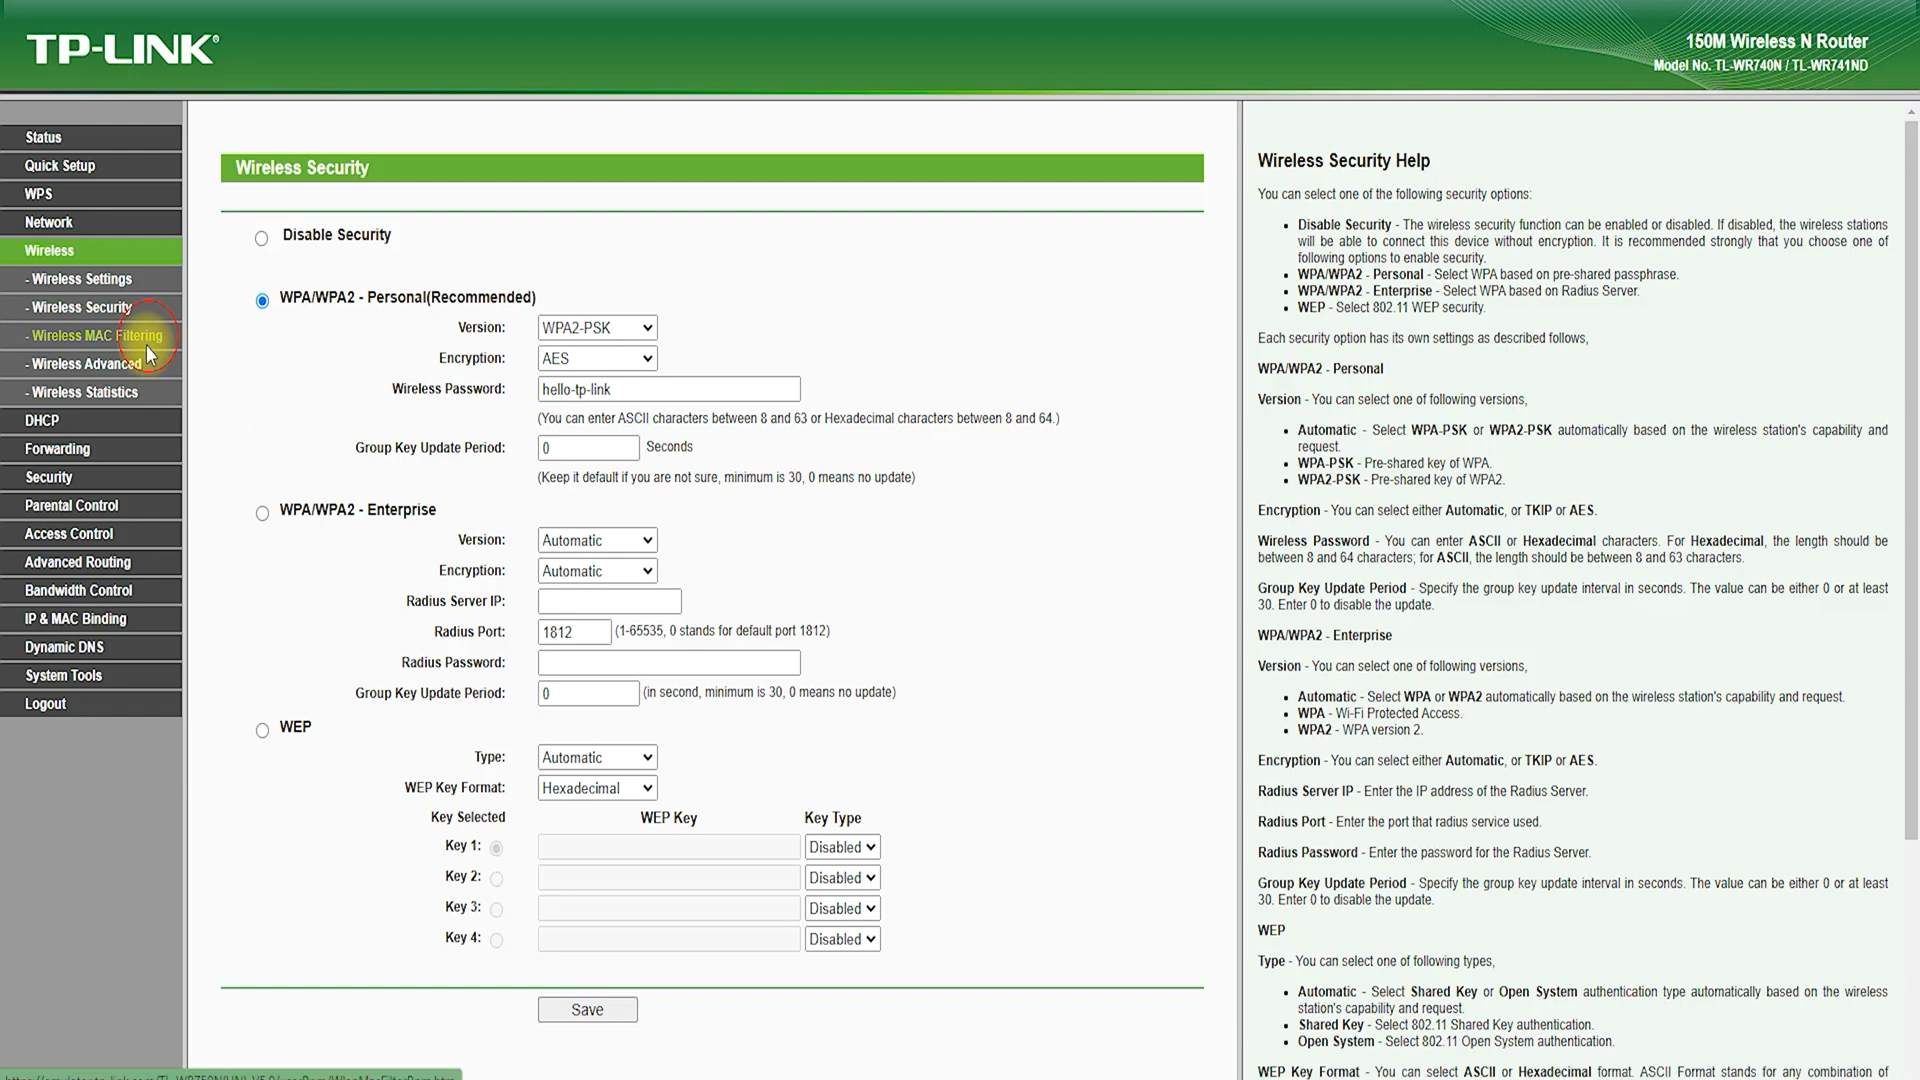 TP-LINK®
150M Wireless N Router
Model No. TL-WR740N / TL-WR741ND
Status
Quick Setup
WPS
Network
Wireless
- Wireless Settings
- Wireless Security
- Wireless MAC Filtering
- Wireless Advanced
- Wireless Statistics
DHCP
Forwarding
Security
Parental Control
Access Control
Advanced Routing
Bandwidth Control
IP & MAC Binding
Dynamic DNS
System Tools
Logout
Wireless Security
Disable Security
WPA/WPA2 - Personal(Recommended)
Version: WPA2-PSK
Encryption: AES
Wireless Password: hello-tp-link
(You can enter ASCII characters between 8 and 63 or Hexadecimal characters between 8 and 64.)
Group Key Update Period: 0 Seconds
(Keep it default if you are not sure, minimum is 30, 0 means no update)
WPA/WPA2 - Enterprise
Version: Automatic
Encryption: Automatic
Radius Server IP:
Radius Port: 1812 (1-65535, 0 stands for default port 1812)
Radius Password:
Group Key Update Period: 0 (in second, minimum is 30, 0 means no update)
WEP
Type: Automatic
WEP Key Format: Hexadecimal
Key Selected WEP Key Key Type
Key 1: Disabled
Key 2: Disabled
Key 3: Disabled
Key 4: Disabled
Save
Wireless Security Help
You can select one of the following security options:
• Disable Security - The wireless security function can be enabled or disabled. If disabled, the wireless stations
will be able to connect this device without encryption. It is recommended strongly that you choose one of
following options to enable security.
• WPA/WPA2 - Personal - Select WPA based on pre-shared passphrase.
• WPA/WPA2 - Enterprise - Select WPA based on Radius Server.
• WEP - Select 802.11 WEP security.
Each security option has its own settings as described follows,
WPA/WPA2 - Personal
Version - You can select one of following versions,
• Automatic - Select WPA-PSK or WPA2-PSK automatically based on the wireless station's capability and
request.
• WPA-PSK - Pre-shared key of WPA.
• WPA2-PSK - Pre-shared key of WPA2.
Encryption - You can select either Automatic, or TKIP or AES.
Wireless Password - You can enter ASCII or Hexadecimal characters. For Hexadecimal, the length should be
between 8 and 64 characters; for ASCII, the length should be between 8 and 63 characters.
Group Key Update Period - Specify the group key update interval in seconds. The value can be either 0 or at least
30. Enter 0 to disable the update.
WPA/WPA2 - Enterprise
Version - You can select one of following versions,
• Automatic - Select WPA or WPA2 automatically based on the wireless station's capability and request.
• WPA - Wi-Fi Protected Access.
• WPA2 - WPA version 2.
Encryption - You can select either Automatic, or TKIP or AES.
Radius Server IP - Enter the IP address of the Radius Server.
Radius Port - Enter the port that radius service used.
Radius Password - Enter the password for the Radius Server.
Group Key Update Period - Specify the group key update interval in seconds. The value can be either 0 or at least
30. Enter 0 to disable the update.
WEP
Type - You can select one of following types,
• Automatic - Select Shared Key or Open System authentication type automatically based on the wireless
station's capability and request.
• Shared Key - Select 802.11 Shared Key authentication.
• Open System - Select 802.11 Open System authentication.
WEP Key Format - You can select ASCII or Hexadecimal format. ASCII Format stands for any combination of